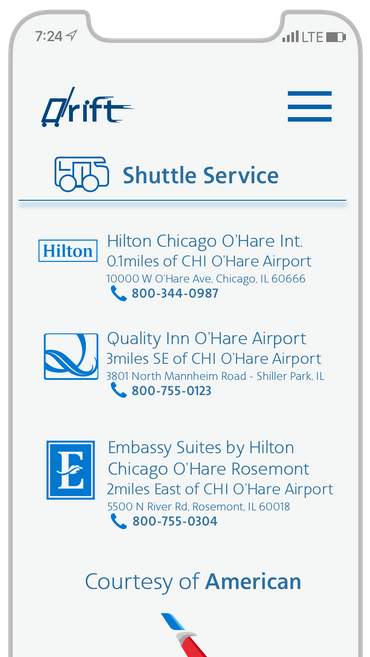 7:24
LTE
Drift
Shuttle Service
Hilton
Hilton Chicago O'Hare Int.
0.1miles of CHI O'Hare Airport
10000 W O'Hare Ave, Chicago, IL 60666
800-344-0987
Quality Inn O'Hare Airport
3miles SE of CHI O'Hare Airport
3801 North Mannheim Road - Shiller Park, IL
800-755-0123
E
Embassy Suites by Hilton
Chicago O'Hare Rosemont
2miles East of CHI O'Hare Airport
5500 N River Rd, Rosemont, IL 60018
800-755-0304
Courtesy of American